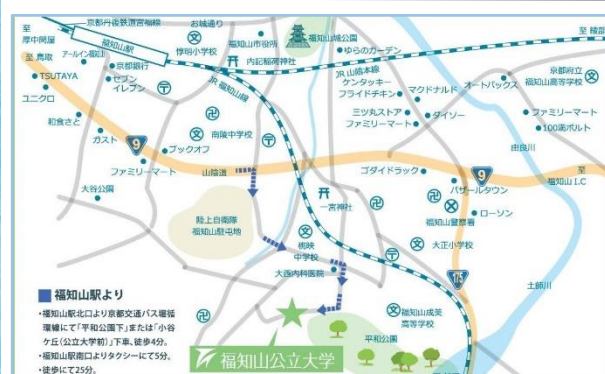 至
厚中問屋
京都丹後鉄道宮福線
お城通り
至
鳥取
福知山駅
アールイン福知山
京都銀行
惇明小学校
福知山市役所
内記稲荷神社
福知山城公園
ゆらのガーデン
至 綾部
TSUTAYA
セブン
イレブン
JR 福知山線
JR 山陰本線
ケンタッキー
フライドチキン
マクドナルド
オートバックス
京都府立
福知山高等学校
ユニクロ
三ツ丸ストア
ダイソー
ファミリーマート
ファミリーマート
100満ボルト
和食さと
南陵中学校
由良川
ガスト
9
ブックオフ
ファミリーマート
山陰道
ゴダイドラック
9
至
福知山 I.C
バザールタウン
大谷公園
一宮神社
ローソン
福知山警察署
陸上自衛隊
福知山駐屯地
桃映
中学校
大正小学校
大西内科医院
175
土師川
福知山駅より
・福知山駅北口より京都交通バス堀循
環線にて「平和公園下」または「小谷
ケ丘(公立大学前)」下車、徒歩4分。
・福知山駅南口よりタクシーにて5分。
・徒歩にて25分。
福知山成美
高等学校
平和公園
福知山公立大学